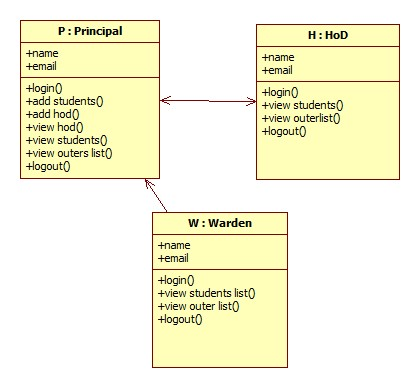 P : Principal
+name
+email
+login()
+add students()
+add hod()
+view hod()
+view students()
+view outers list()
+logout()
H : HoD
+name
+email
+login()
+view students()
+view outerlist()
+logout()
W : Warden
+name
+email
+login()
+view students list()
+view outer list()
+logout()